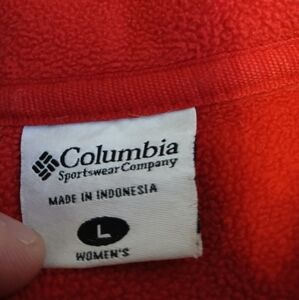 Columbia
Sportswear Company
MADE IN INDONESIA
L
WOMEN'S